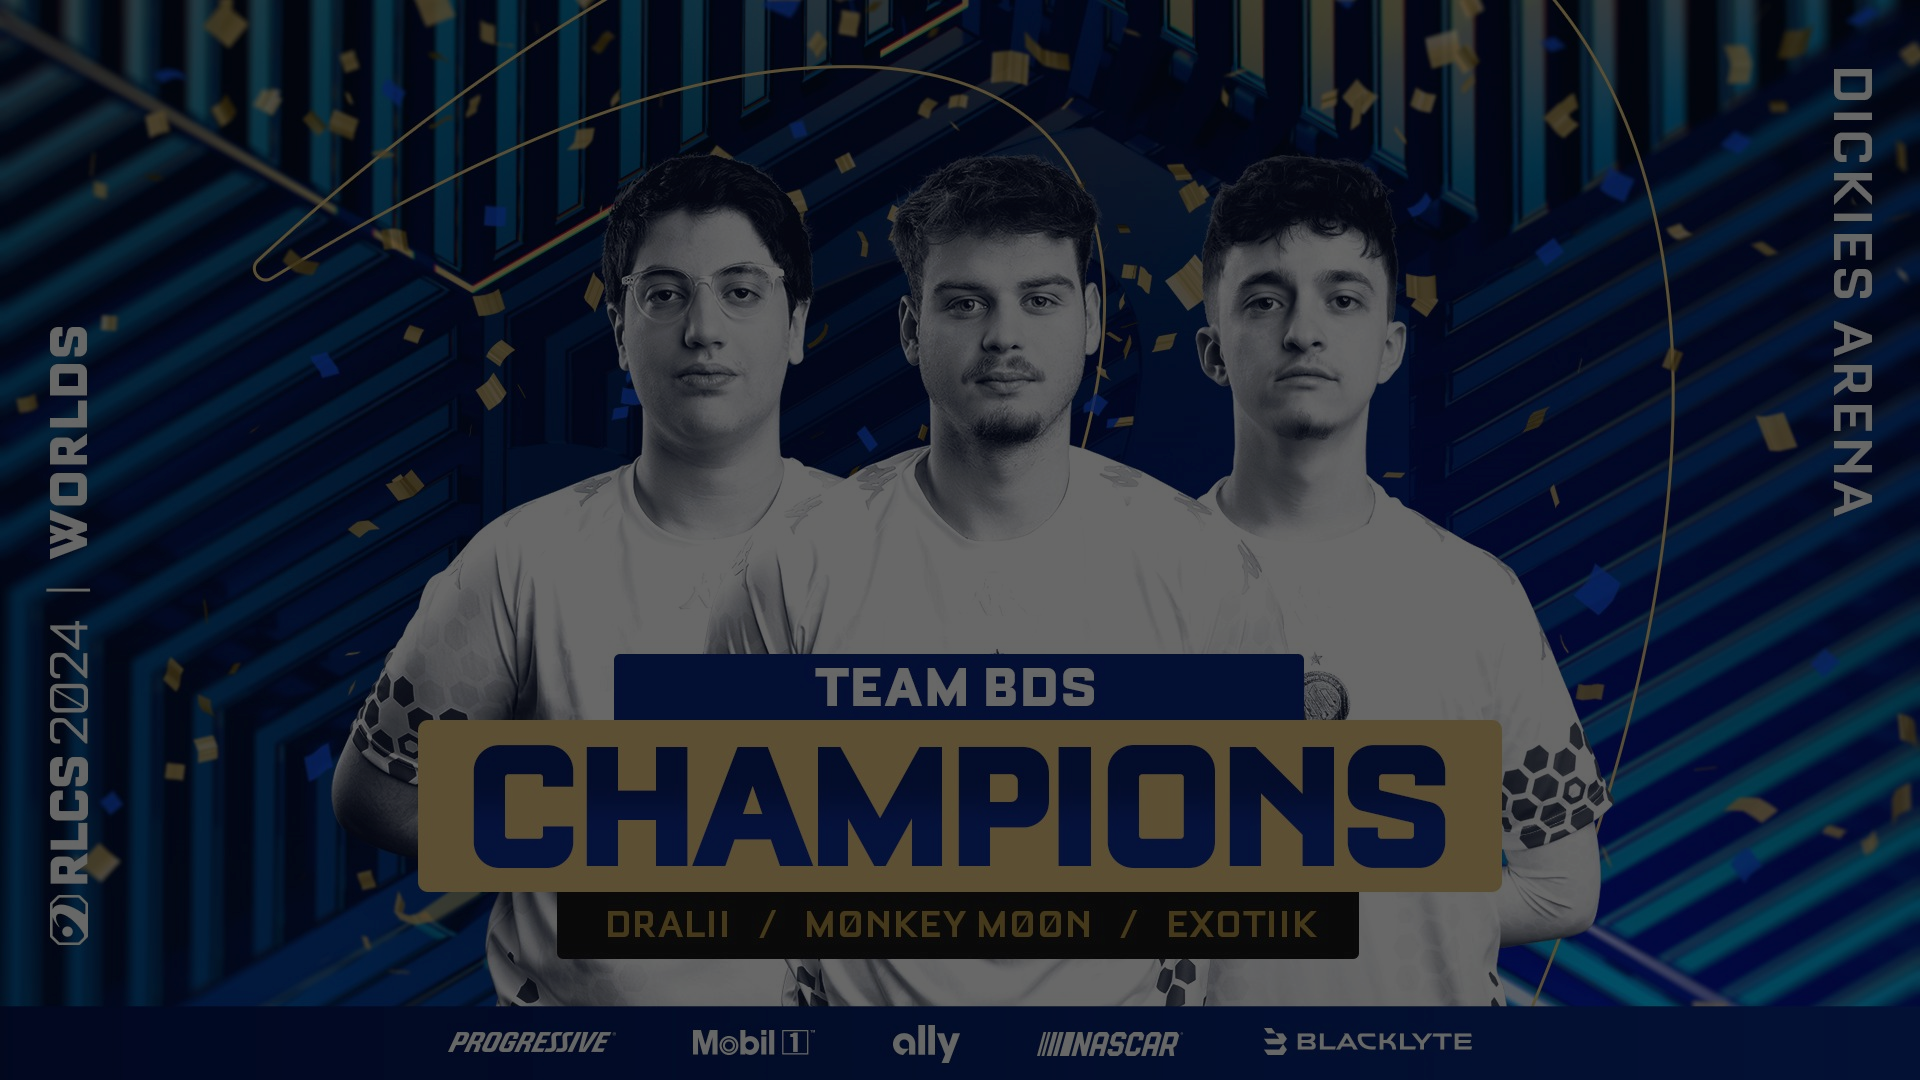 DICKIES ARENA
RLCS 2024 | WORLDS
TEAM BDS
CHAMPIONS
DRALII / MØNKEY MØØN / EXOTIIK
PROGRESSIVE Mobil 1 ally NASCAR BLACKLYTE